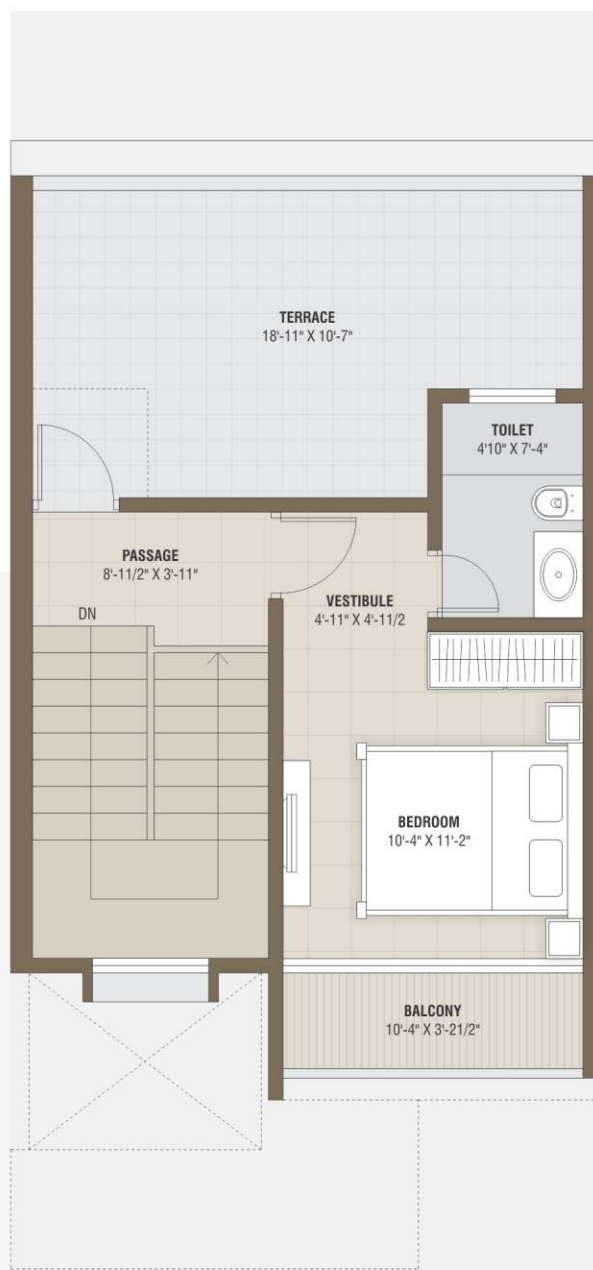 TERRACE
18'-11" X 10'-7"
TOILET
4'10" X 7'-4"
PASSAGE
8'-11/2" X 3'-11"
VESTIBULE
4'-11" X 4'-11/2
DN
BEDROOM
10'-4" X 11'-2"
BALCONY
10'-4" X 3'-21/2"